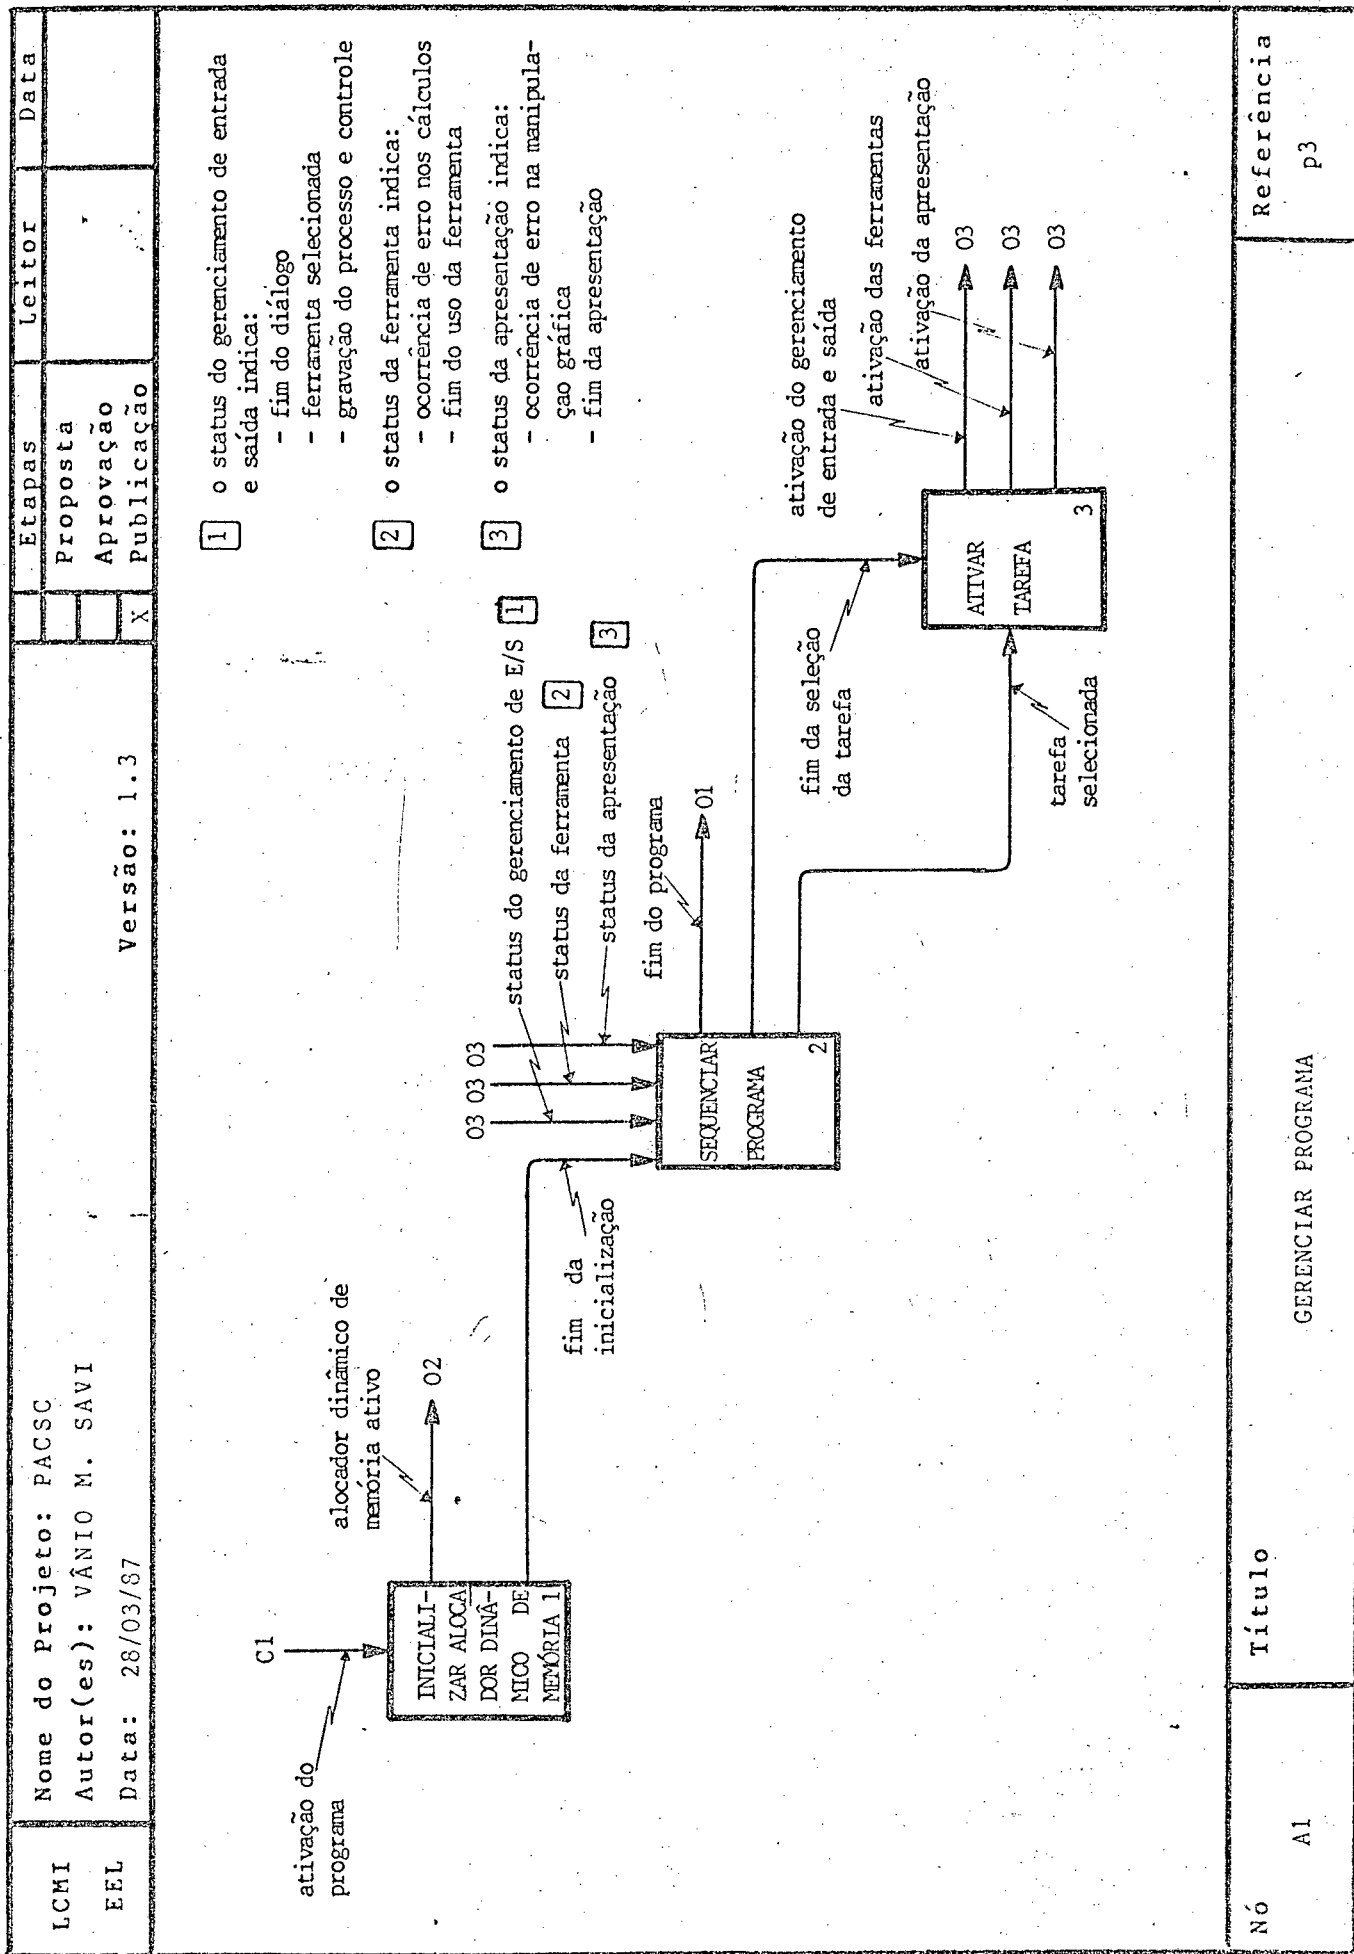 LCMI
EEL
Nome do Projeto: PACSC
Autor(es): VÂNIO M. SAVI
Data: 28/03/87
Versão: 1.3
Etapas
Leitor
Data
Proposta
Aprovação
X Publicação
1 o status do gerenciamento de entrada
e saída indica:
- fim do diálogo
- ferramenta selecionada
- gravação do processo e controle
2 o status da ferramenta indica:
- ocorrência de erro nos cálculos
- fim do uso da ferramenta
3 o status da apresentação indica:
- ocorrência de erro na manipula-
çao gráfica
- fim da apresentação
C1
ativação do
programa
INICIALI-
ZAR ALOCA
DOR DINÂ-
MICO DE
MEMÓRIA 1
alocador dinâmico de
memória ativo
02
fim da
inicialização
03 03 03
status do gerenciamento de E/S 1
status da ferramenta 2
status da apresentação 3
SEQUENCIAR
PROGRAMA
2
fim do programa
01
fim da seleção
da tarefa
tarefa
selecionada
ATIVAR
TAREFA
3
ativação do gerenciamento
de entrada e saída
ativação das ferramentas
ativação da apresentação
03
03
03
Nó
A1
Título
GERENCIAR PROGRAMA
Referência
p3